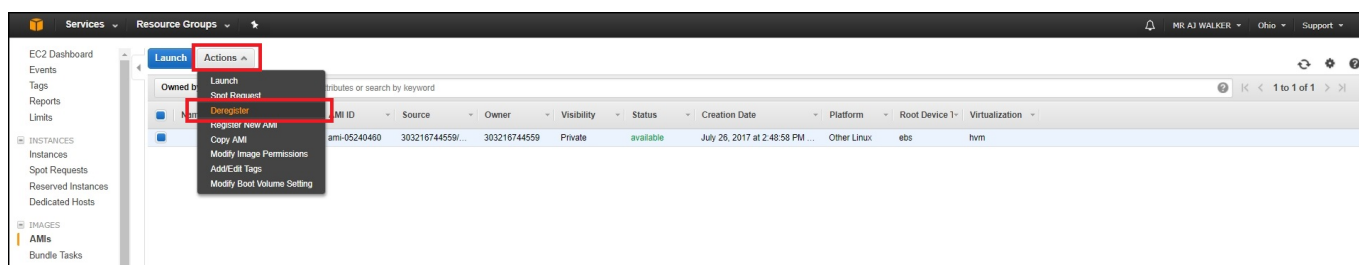 Services Resource Groups MR AJ WALKER Ohio Support
EC2 Dashboard
Events
Tags
Reports
Limits
INSTANCES
Instances
Spot Requests
Reserved Instances
Dedicated Hosts
IMAGES
AMIs
Bundle Tasks
Launch Actions
Owned b tributes or search by keyword 1 to 1 of 1
Launch
Spot Request
Deregister
Register New AMI
Copy AMI
Modify Image Permissions
Add/Edit Tags
Modify Boot Volume Setting
Nam AMI ID Source Owner Visibility Status Creation Date Platform Root Device T Virtualization
ami-05240460 303216744559/... 303216744559 Private available July 26, 2017 at 2:48:58 PM ... Other Linux ebs hvm